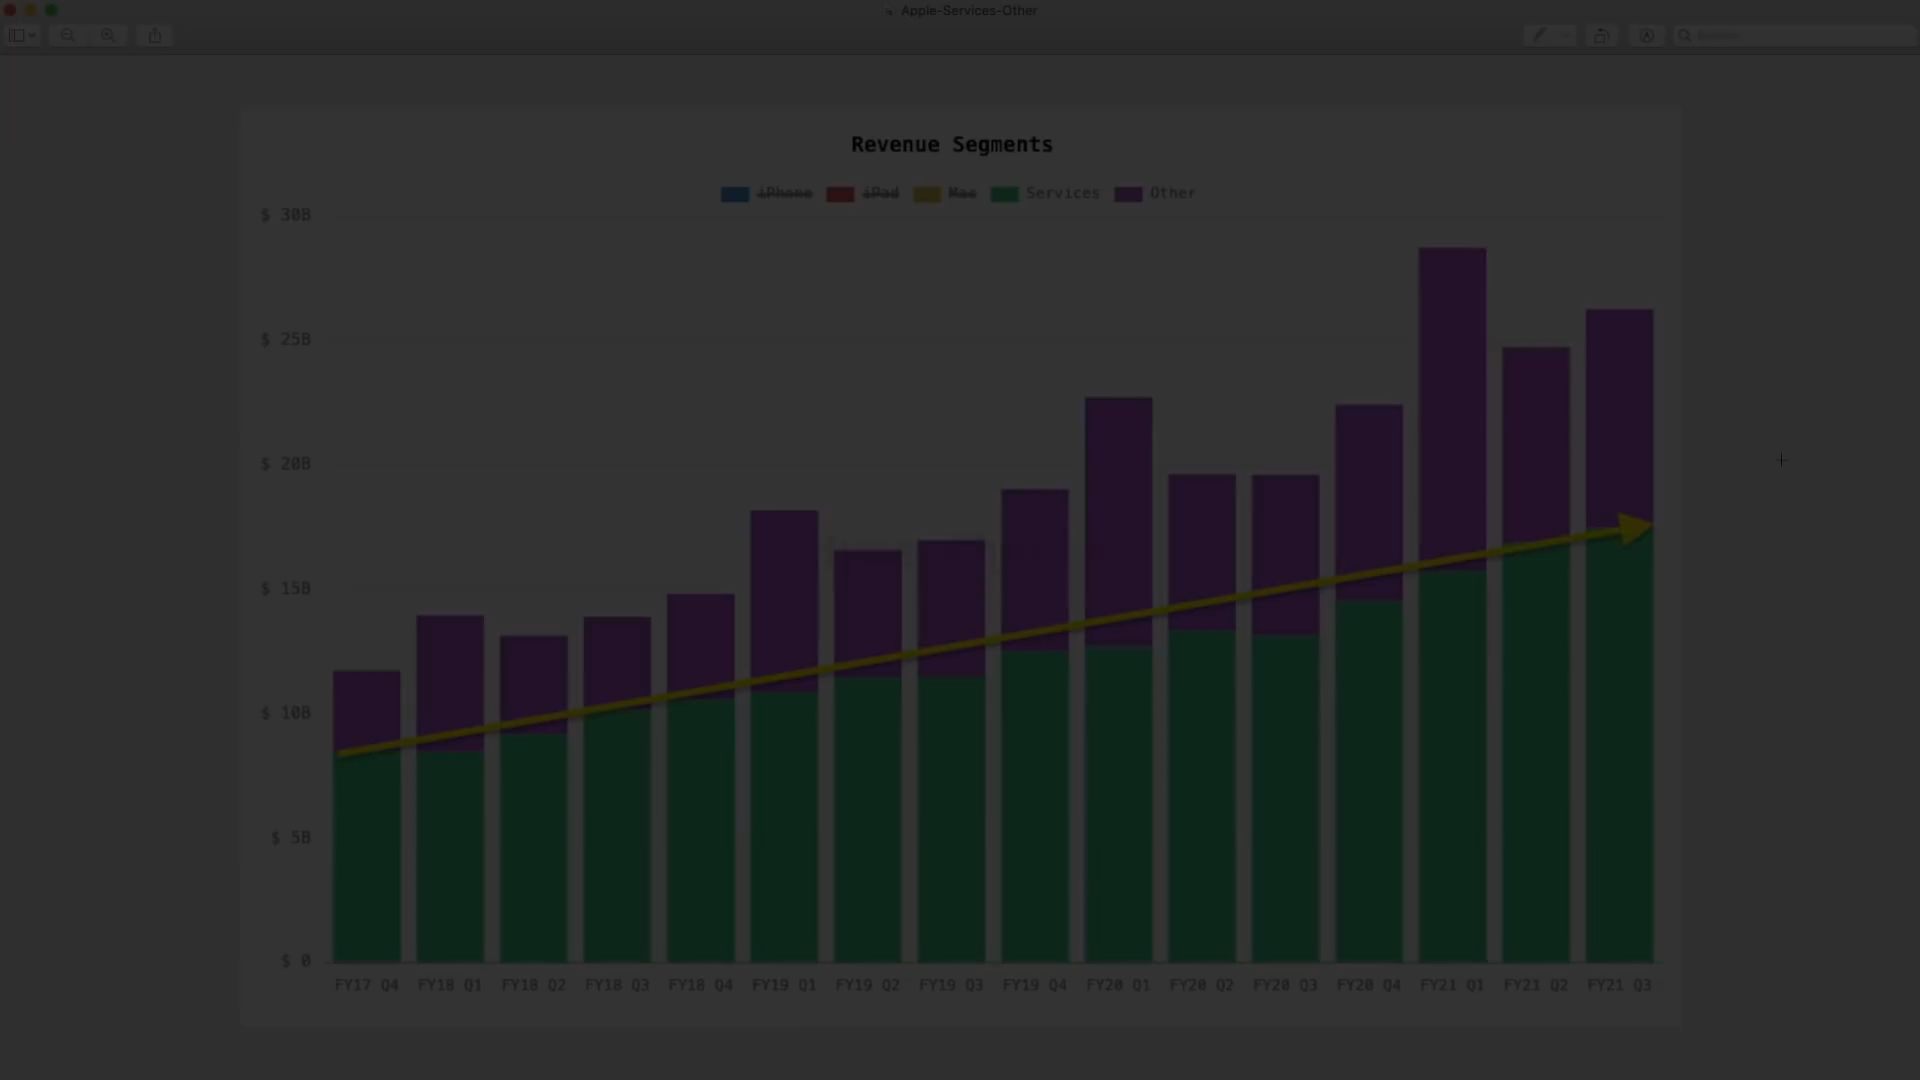 Apple-Services-Other
Revenue Segments
iPhone iPad Mac Services Other
$ 30B
$ 25B
$ 20B
$ 15B
$ 10B
$ 5B
$ 0
FY17 Q4 FY18 Q1 FY18 Q2 FY18 Q3 FY18 Q4 FY19 Q1 FY19 Q2 FY19 Q3 FY19 Q4 FY20 Q1 FY20 Q2 FY20 Q3 FY20 Q4 FY21 Q1 FY21 Q2 FY21 Q3